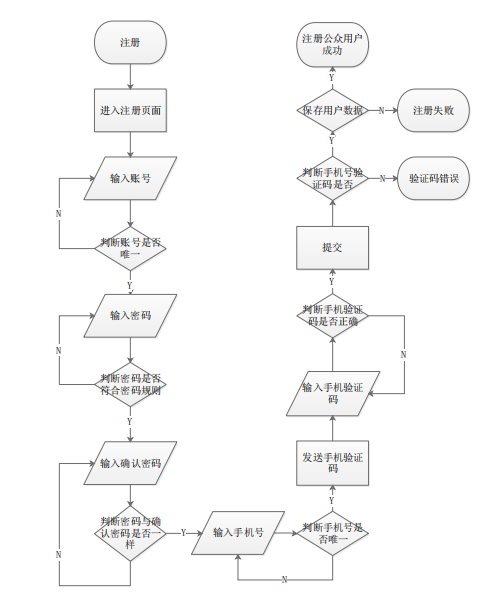 注册
进入注册页面
输入账号
N
判断账号是否
唯一
Y
输入密码
N
判断密码是否
符合密码规则
Y
输入确认密码
判断密码与确
认密码是否一
样
N
Y
输入手机号
判断手机号是
否唯一
N
Y
发送手机验证
码
输入手机验证
码
N
判断手机验证
码是否正确
Y
提交
判断手机号验
证码是否
N
验证码错误
Y
保存用户数据
N
注册失败
Y
注册公众用户
成功